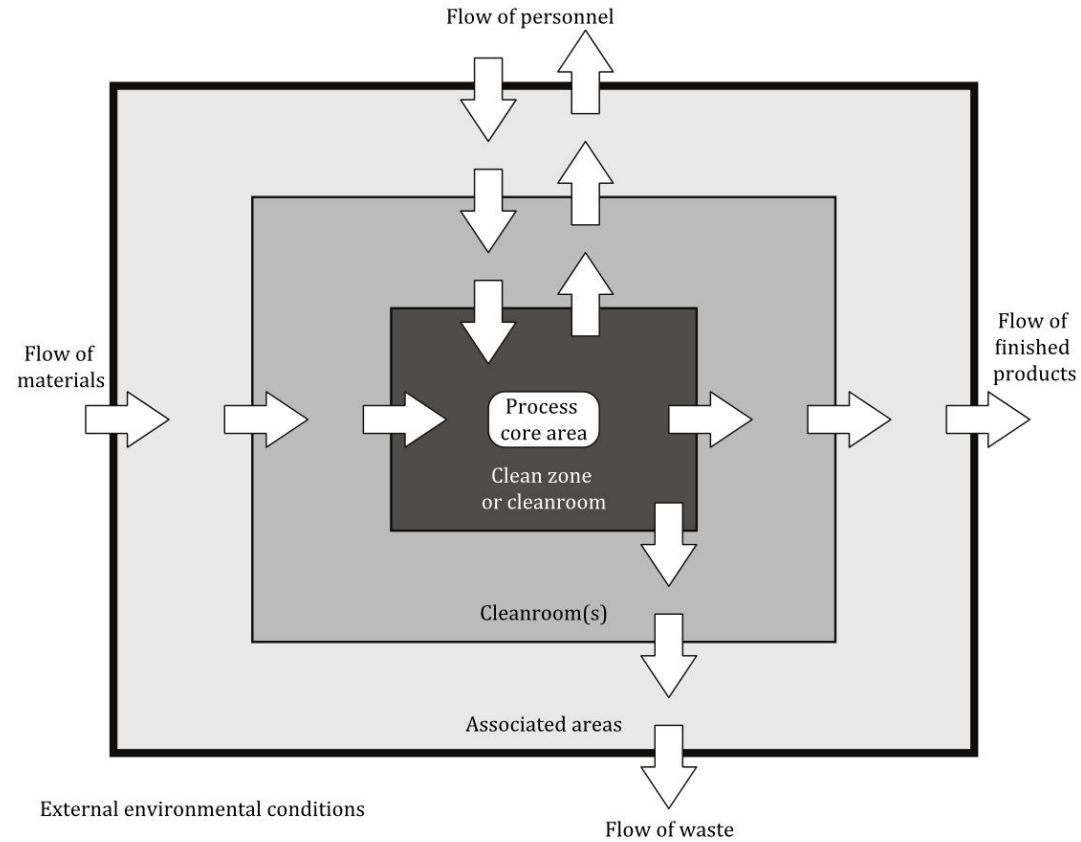 Flow of personnel
Flow of
materials
Flow of
finished
products
Process
core area
Clean zone
or cleanroom
Cleanroom(s)
Associated areas
External environmental conditions
Flow of waste